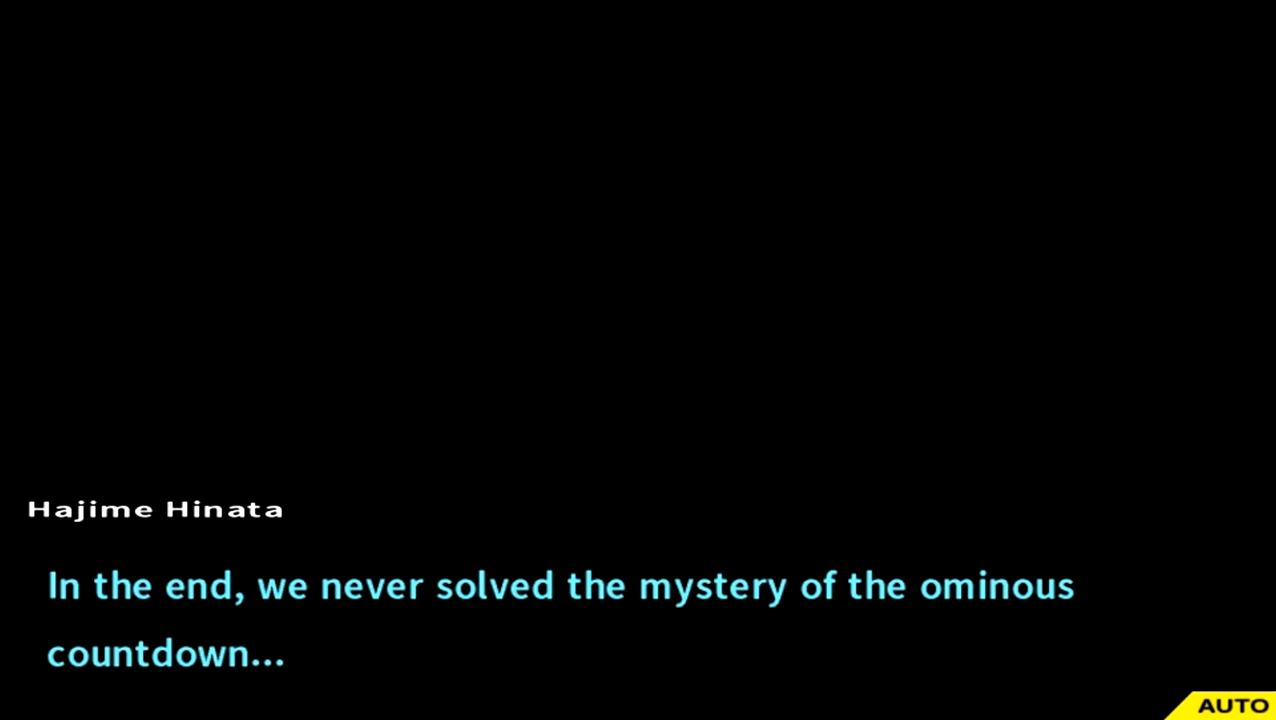 Hajime Hinata
In the end, we never solved the mystery of the ominous
countdown...
AUTO